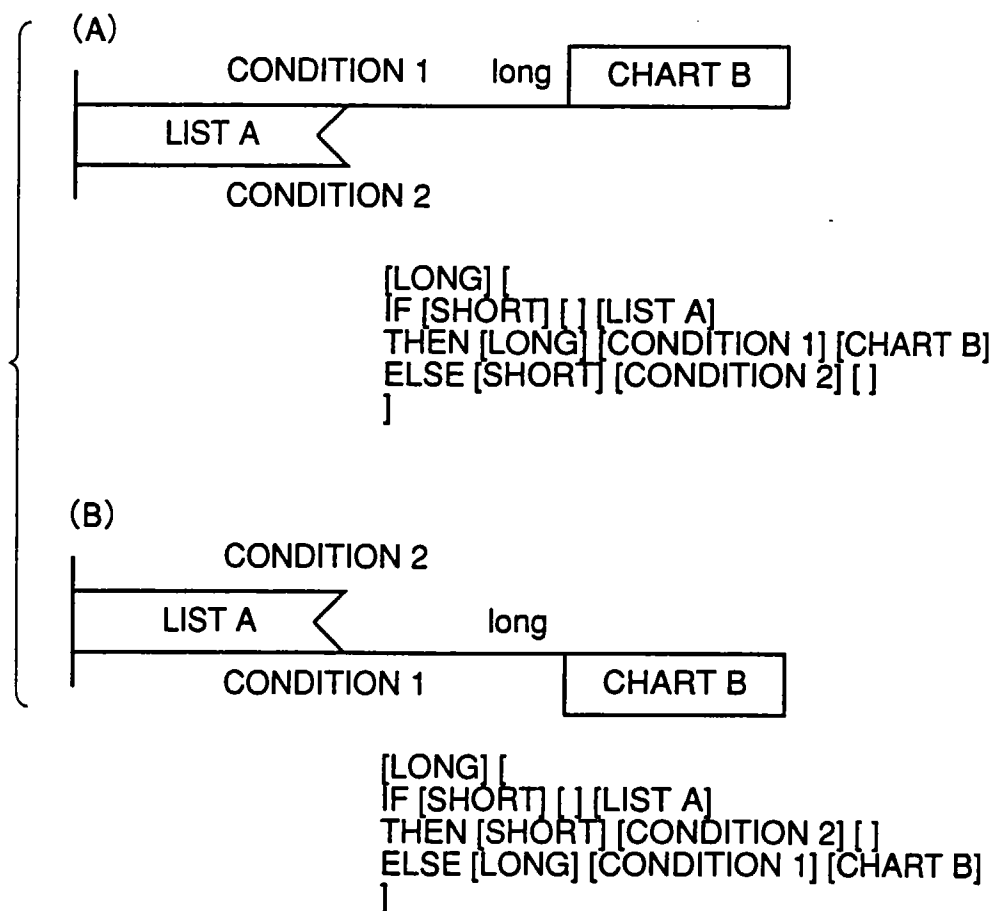 (A)
CONDITION 1 long CHART B
LIST A
CONDITION 2
[LONG] [
IF [SHORT] [ ] [LIST A]
THEN [LONG] [CONDITION 1] [CHART B]
ELSE [SHORT] [CONDITION 2] [ ]
]
(B)
CONDITION 2
LIST A long
CONDITION 1 CHART B
[LONG] [
IF [SHORT] [ ] [LIST A]
THEN [SHORT] [CONDITION 2] [ ]
ELSE [LONG] [CONDITION 1] [CHART B]
]